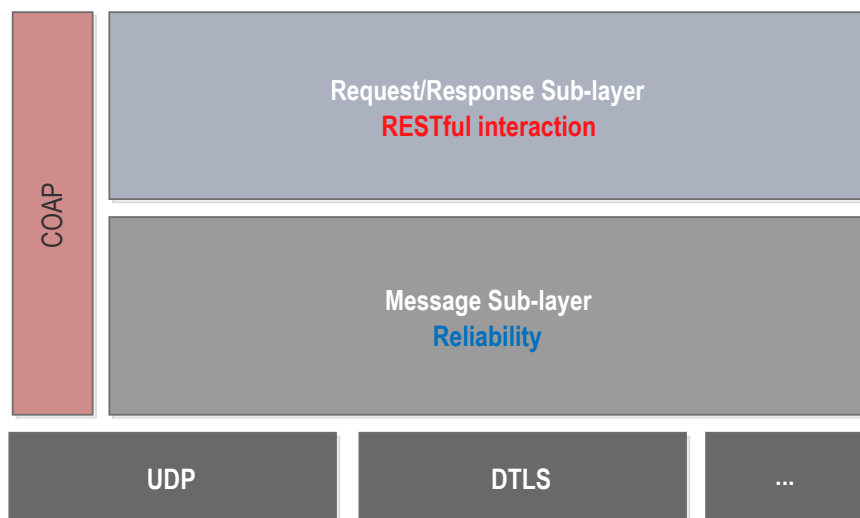 COAP
Request/Response Sub-layer
RESTful interaction
Message Sub-layer
Reliability
UDP
DTLS
...